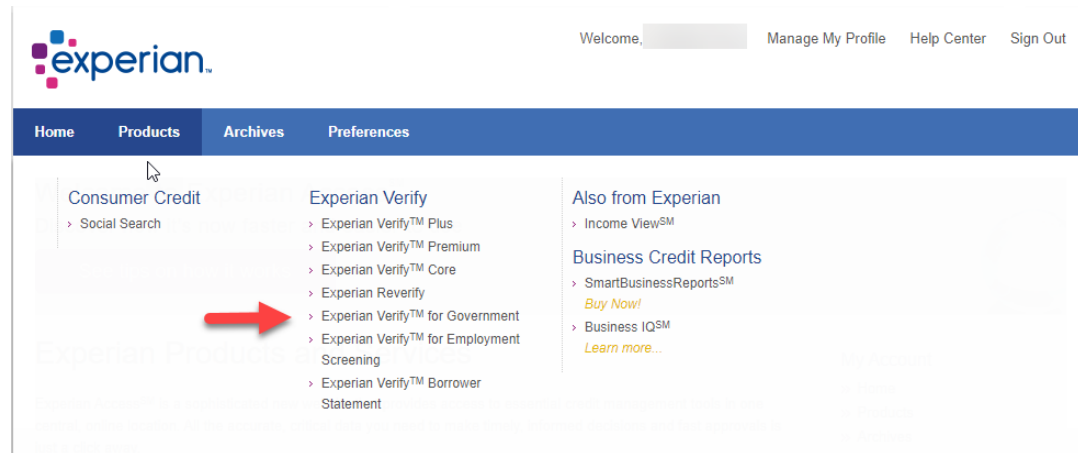 experian™
Welcome,
Manage My Profile
Help Center
Sign Out
Home
Products
Archives
Preferences
Consumer Credit
› Social Search
Experian Verify
› Experian Verify™ Plus
› Experian Verify™ Premium
› Experian Verify™ Core
› Experian Reverify
› Experian Verify™ for Government
› Experian Verify™ for Employment
Screening
› Experian Verify™ Borrower
Statement
Also from Experian
› Income View℠
Business Credit Reports
› SmartBusinessReports℠
Buy Now!
› Business IQ℠
Learn more...
Experian Products and Services
My Account